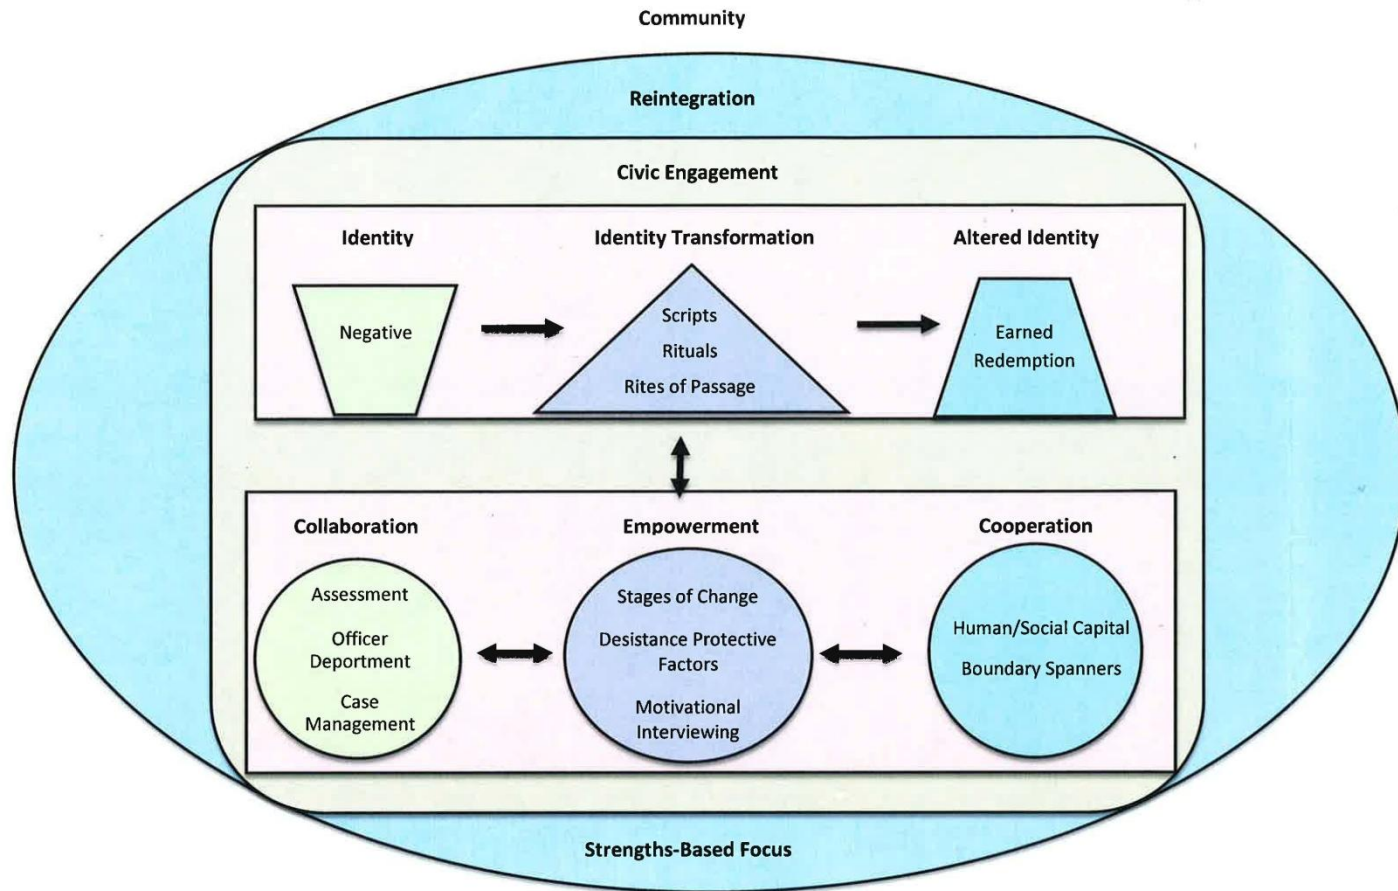 Community
Reintegration
Civic Engagement
Identity
Identity Transformation
Altered Identity
Negative
Scripts
Rituals
Rites of Passage
Earned
Redemption
Collaboration
Empowerment
Cooperation
Assessment
Officer
Deportment
Case
Management
Stages of Change
Desistance Protective
Factors
Motivational
Interviewing
Human/Social Capital
Boundary Spanners
Strengths-Based Focus